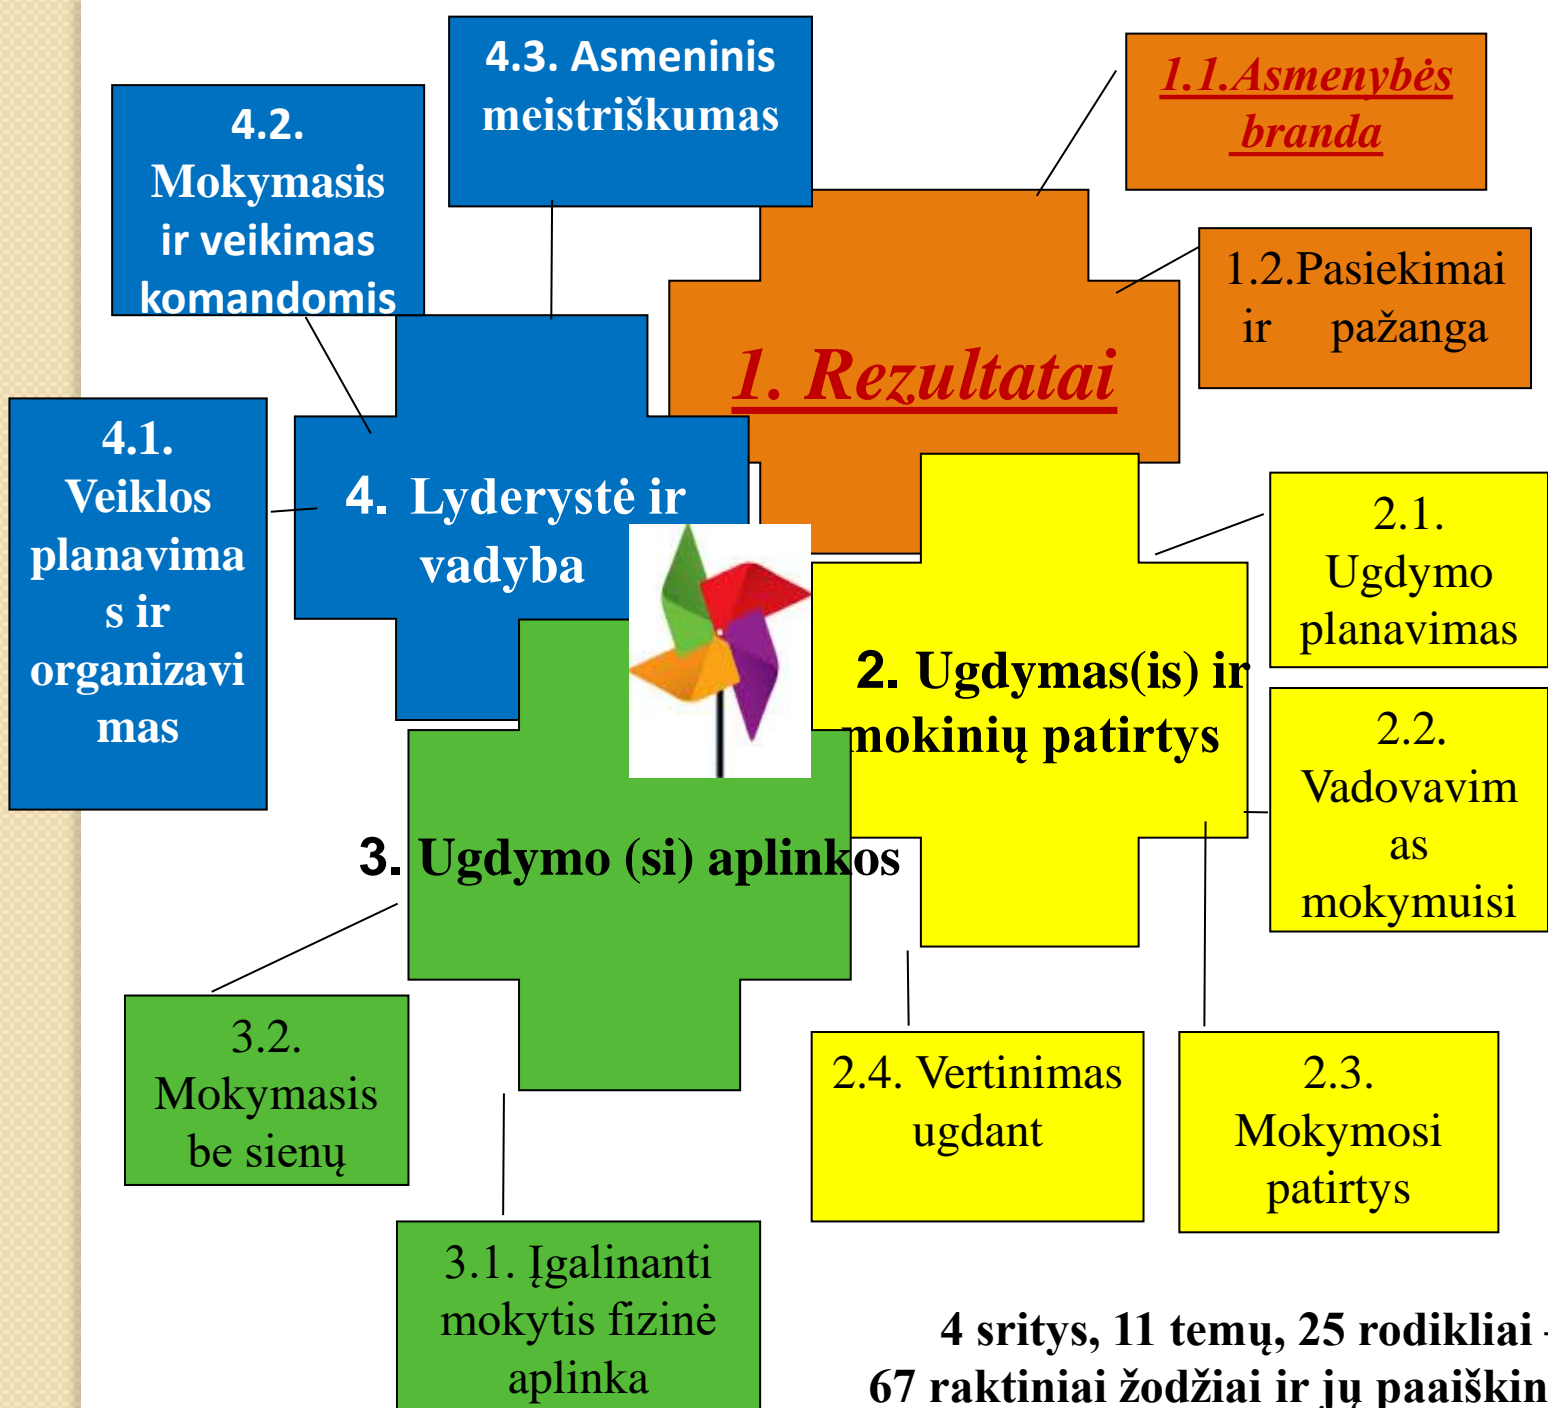 4.3. Asmeninis
meistriškumas
1.1.Asmenybės
branda
4.2.
Mokymasis
ir veikimas
komandomis
1.2.Pasiekimai
ir pažanga
1. Rezultatai
4.1.
Veiklos
planavima
s ir
organizavi
mas
4. Lyderystė ir
vadyba
2.1.
Ugdymo
planavimas
2. Ugdymas(is) ir
mokinių patirtys
2.2.
Vadovavim
as
mokymuisi
3. Ugdymo (si) aplinkos
3.2.
Mokymasis
be sienų
2.4. Vertinimas
ugdant
2.3.
Mokymosi
patirtys
3.1. Įgalinanti
mokytis fizinė
aplinka
4 sritys, 11 temų, 25 rodikliai -
67 raktiniai žodžiai ir jų paaiškin